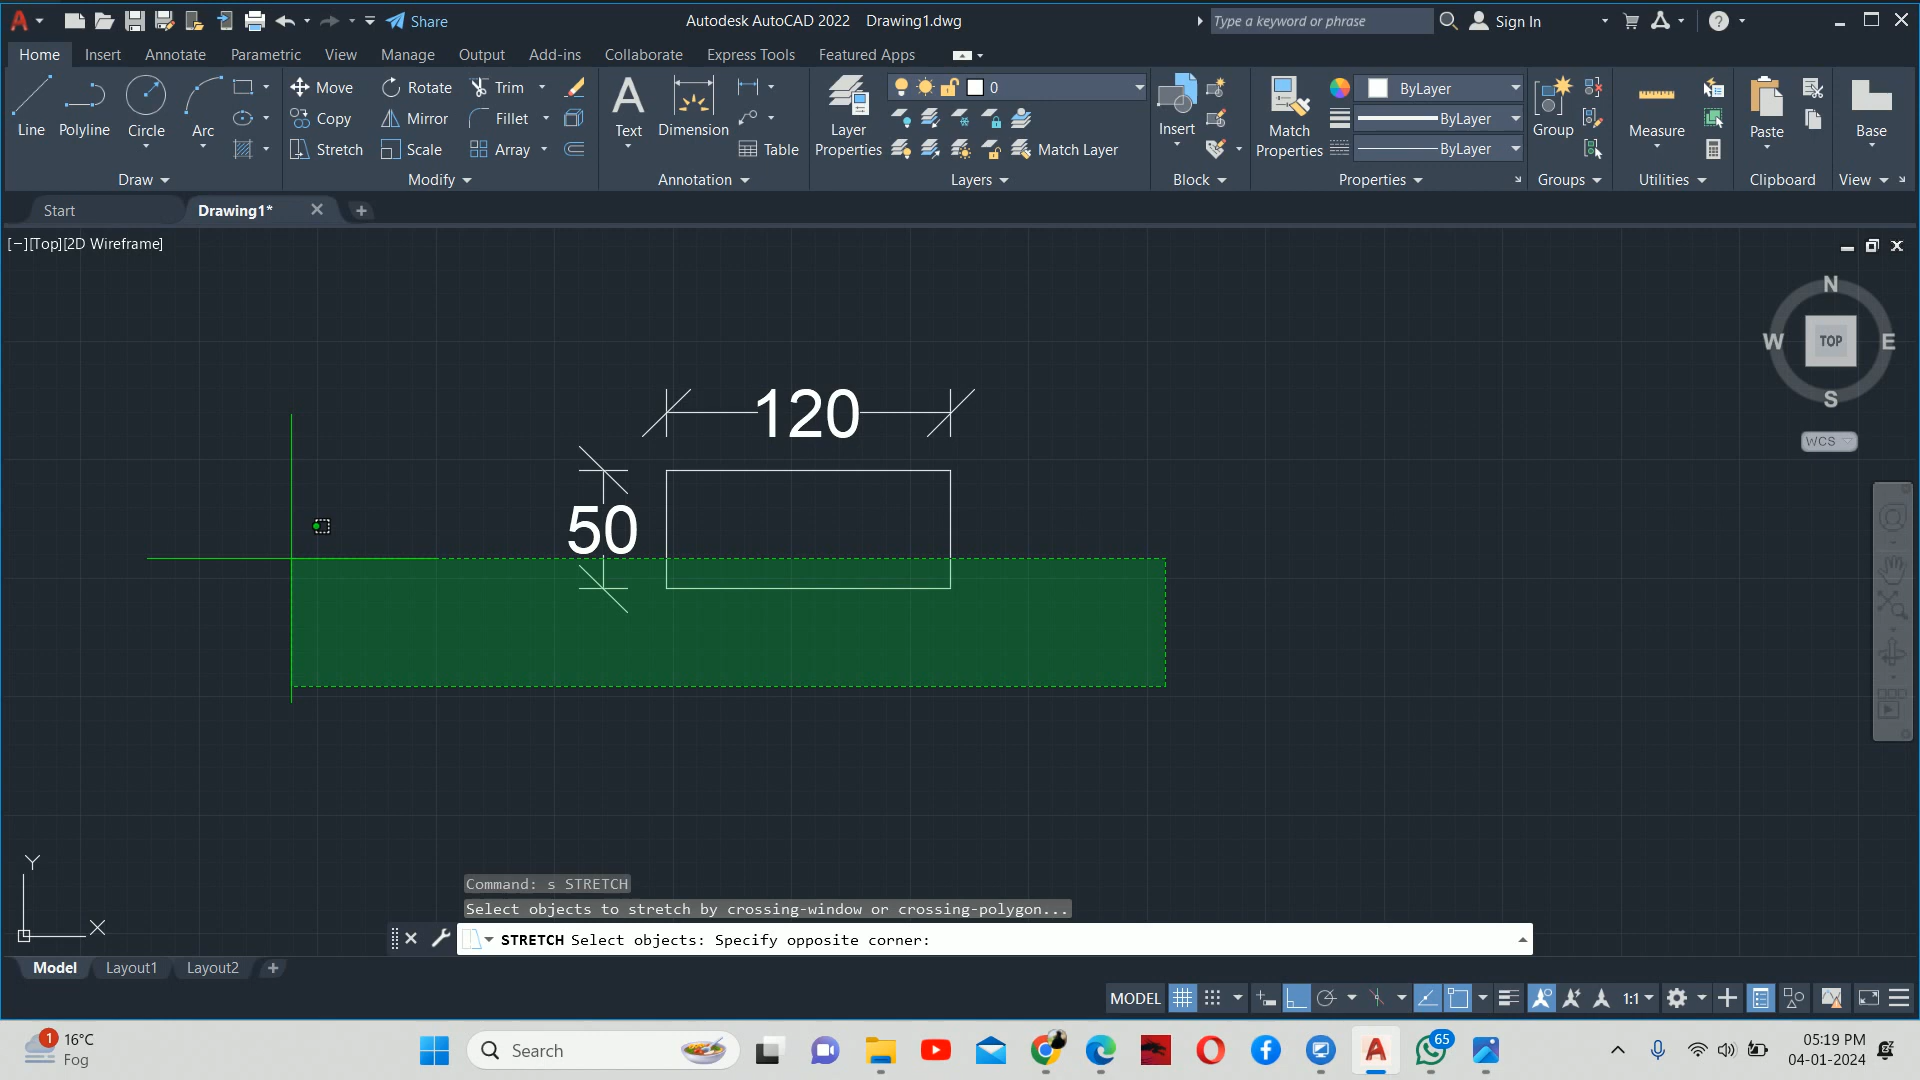 Share
Autodesk AutoCAD 2022 Drawing1.dwg
Type a keyword or phrase
Sign In
Home Insert Annotate Parametric View Manage Output Add-ins Collaborate Express Tools Featured Apps
Line Polyline Circle Arc
Move Rotate Trim
Copy Mirror Fillet
Stretch Scale Array
Text Dimension Table
Layer Properties
0
Match Layer
Insert
Match Properties
ByLayer
ByLayer
ByLayer
Group
Measure
Paste
Base
Draw Modify Annotation Layers Block Properties Groups Utilities Clipboard View
Start Drawing1*
[−][Top][2D Wireframe]
N
W TOP E
S
WCS
120
50
Y
X
Command: s STRETCH
Select objects to stretch by crossing-window or crossing-polygon...
STRETCH Select objects: Specify opposite corner:
Model Layout1 Layout2
MODEL 1:1
1
16°C
Fog
Search
65
05:19 PM
04-01-2024